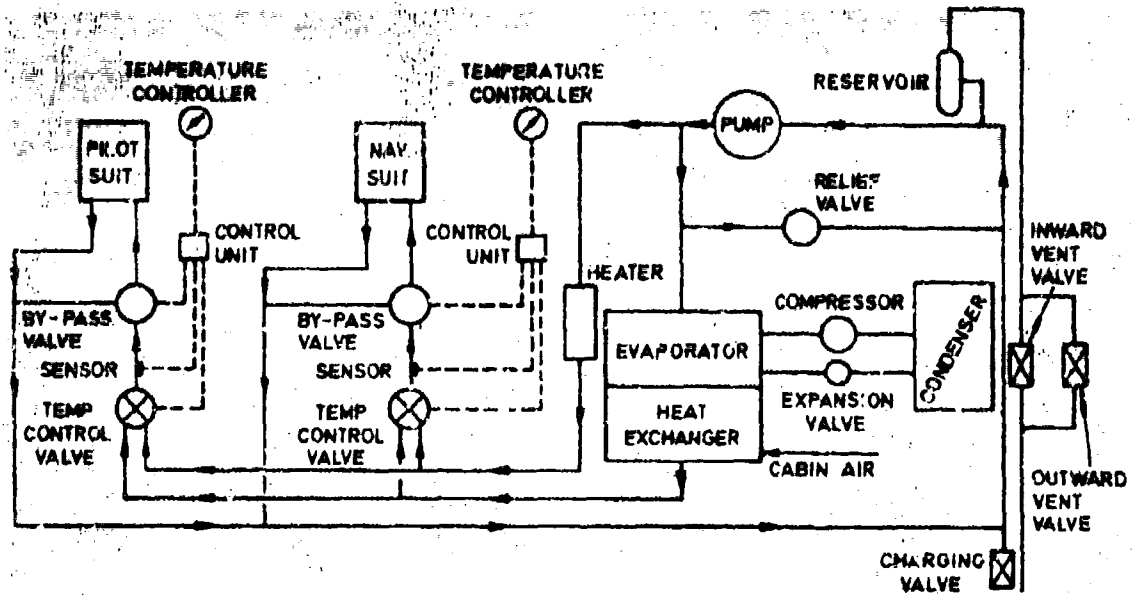 TEMPERATURE
CONTROLLER
TEMPERATURE
CONTROLLER
RESERVOIR
PUMP
PILOT
SUIT
NAV
SUIT
RELIEF
VALVE
CONTROL
UNIT
CONTROL
UNIT
INWARD
VENT
VALVE
HEATER
COMPRESSOR
CONDENSER
BY-PASS
VALVE
BY-PASS
VALVE
EVAPORATOR
SENSOR
SENSOR
EXPANSION
VALVE
TEMP
CONTROL
VALVE
TEMP
CONTROL
VALVE
HEAT
EXCHANGER
CABIN AIR
OUTWARD
VENT
VALVE
CHARGING
VALVE